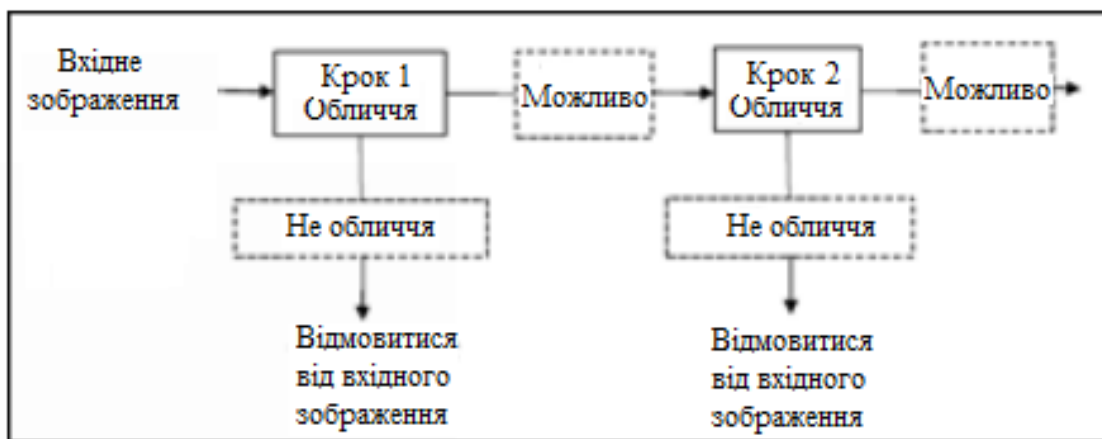 Вхідне
зображення
Крок 1
Обличчя
Можливо
Крок 2
Обличчя
Можливо
Не обличчя
Не обличчя
Відмовитися
від вхідного
зображення
Відмовитися
від вхідного
зображення